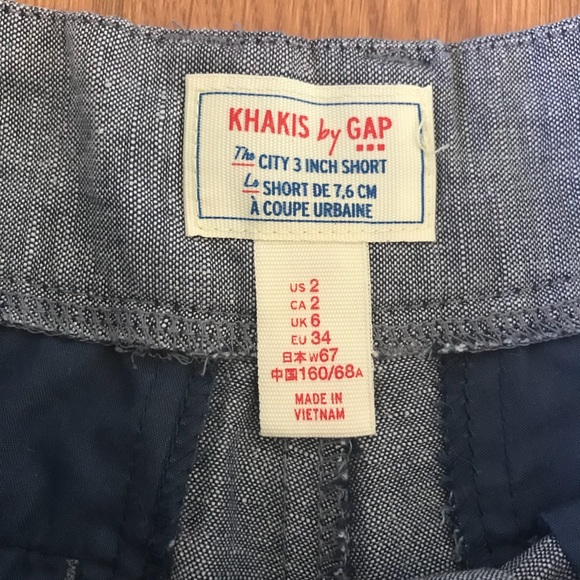 KHAKIS by GAP
The CITY 3 INCH SHORT
Le SHORT DE 7,6 CM
À COUPE URBAINE
US 2
CA 2
UK 6
EU 34
日本 W67
中国 160/68A
MADE IN
VIETNAM